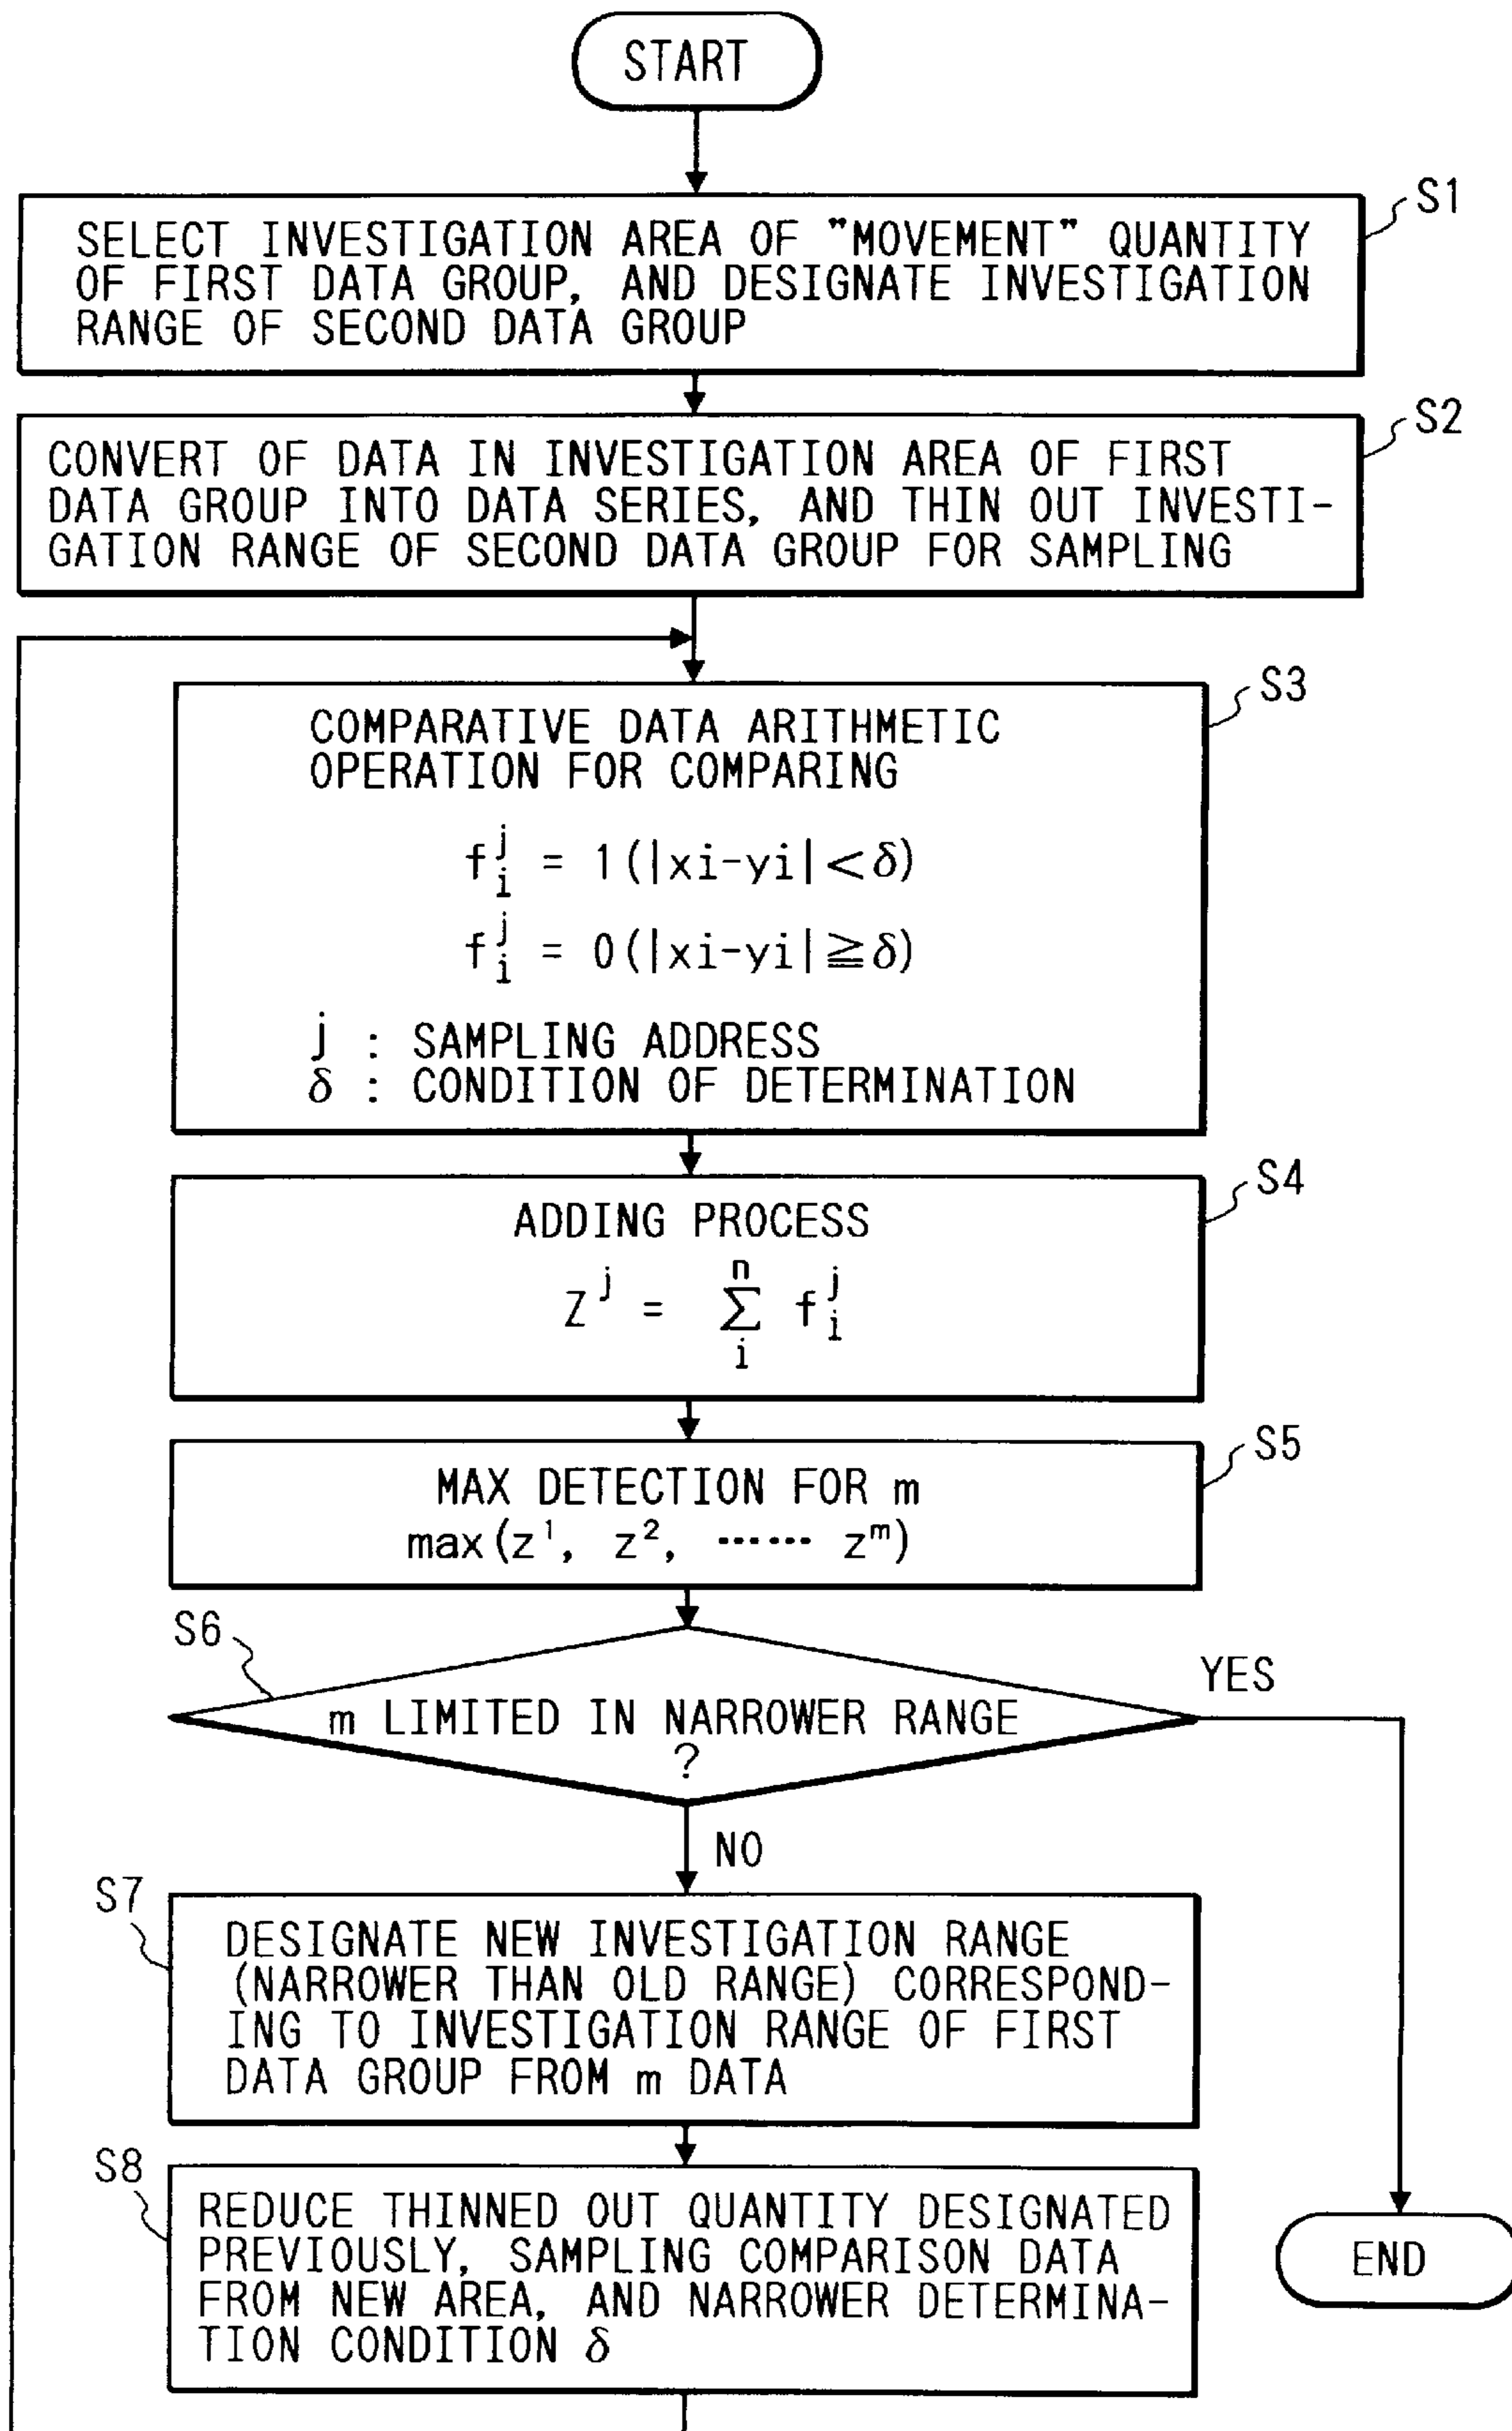 START
S1
SELECT INVESTIGATION AREA OF "MOVEMENT" QUANTITY
OF FIRST DATA GROUP, AND DESIGNATE INVESTIGATION
RANGE OF SECOND DATA GROUP
S2
CONVERT OF DATA IN INVESTIGATION AREA OF FIRST
DATA GROUP INTO DATA SERIES, AND THIN OUT INVESTI-
GATION RANGE OF SECOND DATA GROUP FOR SAMPLING
S3
COMPARATIVE DATA ARITHMETIC
OPERATION FOR COMPARING
f_i^j = 1(|xi-yi|<δ)
f_i^j = 0(|xi-yi|≧δ)
j : SAMPLING ADDRESS
δ : CONDITION OF DETERMINATION
S4
ADDING PROCESS
Z^j = Σ_i^n f_i^j
S5
MAX DETECTION FOR m
max(z¹, z², ⋯⋯ z^m)
S6
YES
m LIMITED IN NARROWER RANGE
?
NO
S7
DESIGNATE NEW INVESTIGATION RANGE
(NARROWER THAN OLD RANGE) CORRESPOND-
ING TO INVESTIGATION RANGE OF FIRST
DATA GROUP FROM m DATA
S8
REDUCE THINNED OUT QUANTITY DESIGNATED
PREVIOUSLY, SAMPLING COMPARISON DATA
FROM NEW AREA, AND NARROWER DETERMINA-
TION CONDITION δ
END